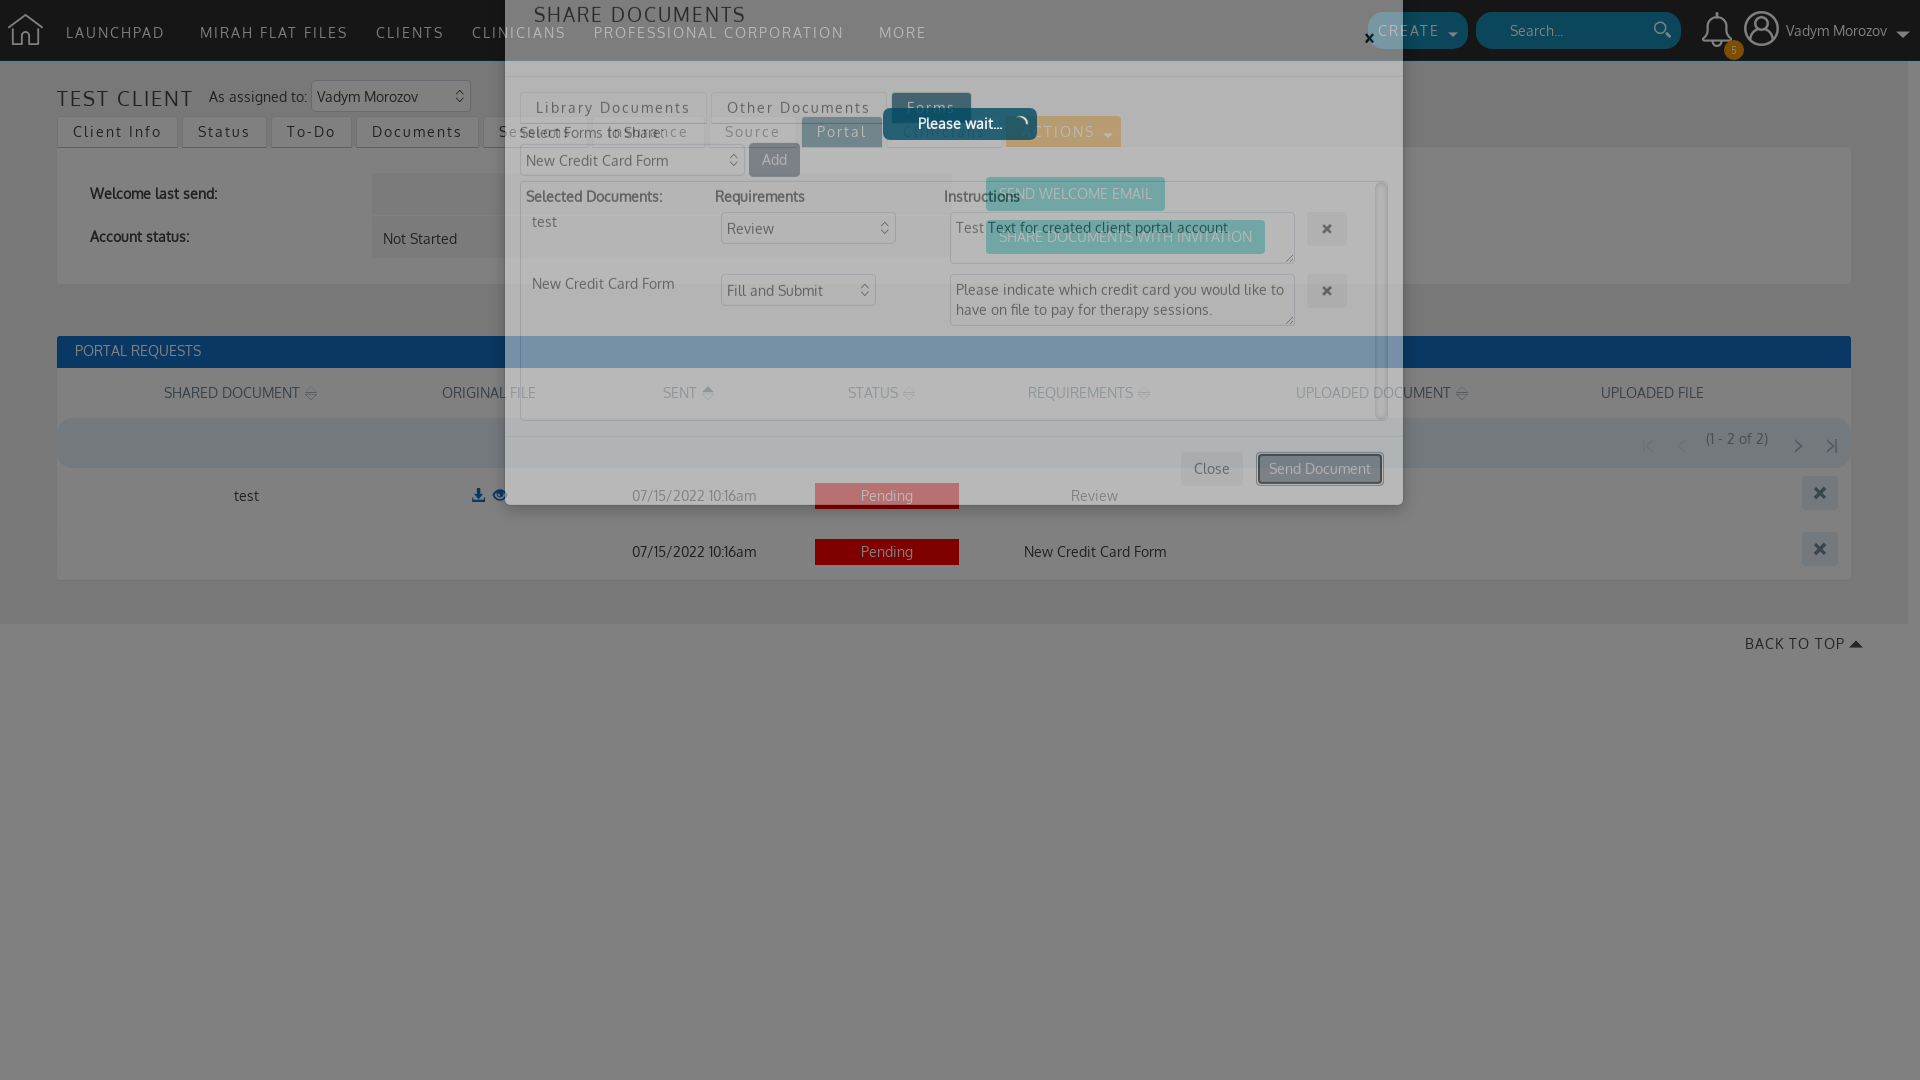 SHARE DOCUMENTS
LAUNCHPAD MIRAH FLAT FILES CLIENTS CLINICIANS PROFESSIONAL CORPORATION MORE
CREATE Search... 5 Vadym Morozov
TEST CLIENT As assigned to: Vadym Morozov
Library Documents Other Documents Forms
Please wait...
Client Info Status To-Do Documents Insurance Source Portal ACTIONS
Select Forms to Share:
New Credit Card Form Add
Welcome last send:
Selected Documents: Requirements Instructions
SEND WELCOME EMAIL
test Review Test Text for created client portal account
Account status: Not Started
SHARE DOCUMENTS WITH INVITATION
New Credit Card Form Fill and Submit Please indicate which credit card you would like to
have on file to pay for therapy sessions.
PORTAL REQUESTS
SHARED DOCUMENT ORIGINAL FILE SENT STATUS REQUIREMENTS UPLOADED DOCUMENT UPLOADED FILE
(1 - 2 of 2)
Close Send Document
test 07/15/2022 10:16am Pending Review
07/15/2022 10:16am Pending New Credit Card Form
BACK TO TOP